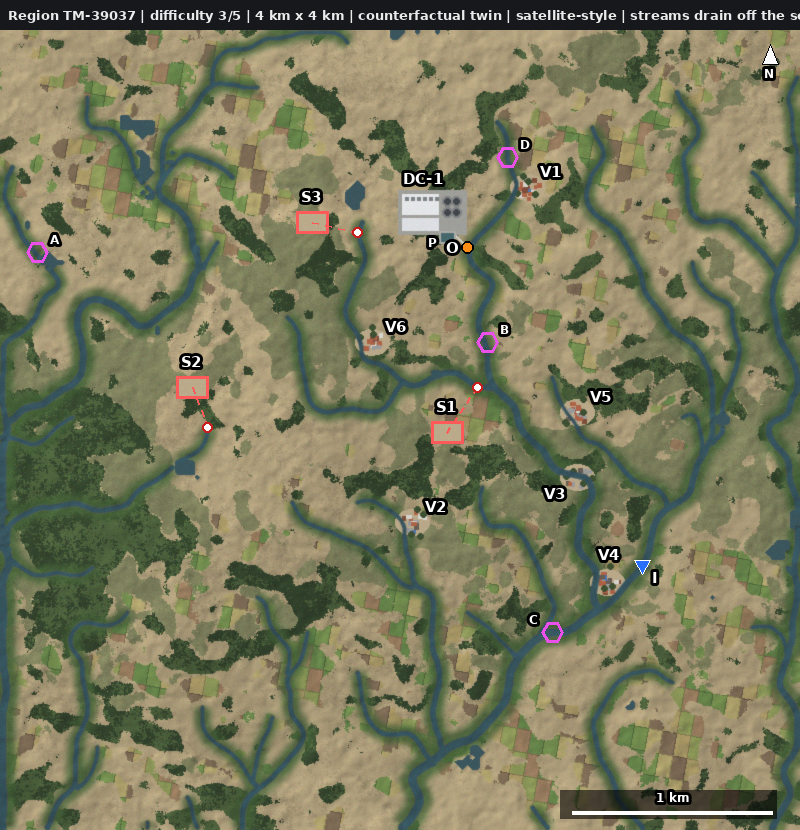 Region TM-39037 | difficulty 3/5 | 4 km x 4 km | counterfactual twin | satellite-style | streams drain off the sc
N
D
V1
DC-1
S3
P
O
A
V6
B
S2
V5
S1
V3
V2
V4
I
C
1 km